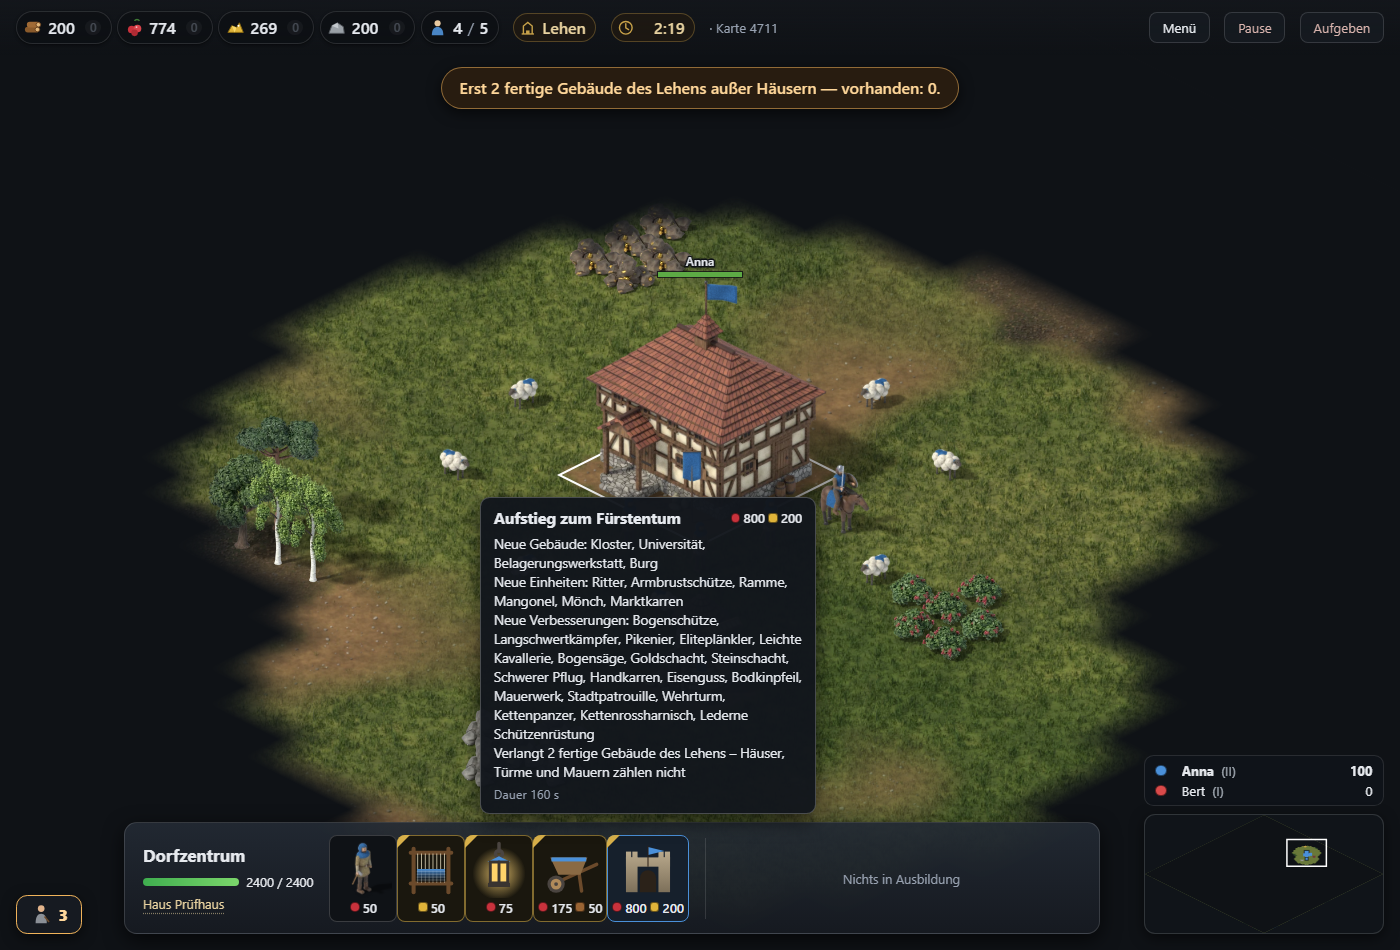 200 0 774 0 269 0 200 0 4 / 5 Lehen 2:19 · Karte 4711 Menü Pause Aufgeben
Erst 2 fertige Gebäude des Lehens außer Häusern — vorhanden: 0.
Anna
Aufstieg zum Fürstentum 800 200
Neue Gebäude: Kloster, Universität,
Belagerungswerkstatt, Burg
Neue Einheiten: Ritter, Armbrustschütze, Ramme,
Mangonel, Mönch, Marktkarren
Neue Verbesserungen: Bogenschütze,
Langschwertkämpfer, Pikenier, Eliteplänkler, Leichte
Kavallerie, Bogensäge, Goldschacht, Steinschacht,
Schwerer Pflug, Handkarren, Eisenguss, Bodkinpfeil,
Mauerwerk, Stadtpatrouille, Wehrturm,
Kettenpanzer, Kettenrossharnisch, Lederne
Schützenrüstung
Verlangt 2 fertige Gebäude des Lehens – Häuser,
Türme und Mauern zählen nicht
Dauer 160 s
Anna (II) 100
Bert (I) 0
Dorfzentrum
2400 / 2400
Haus Prüfhaus
50 50 75 175 50 800 200
Nichts in Ausbildung
3